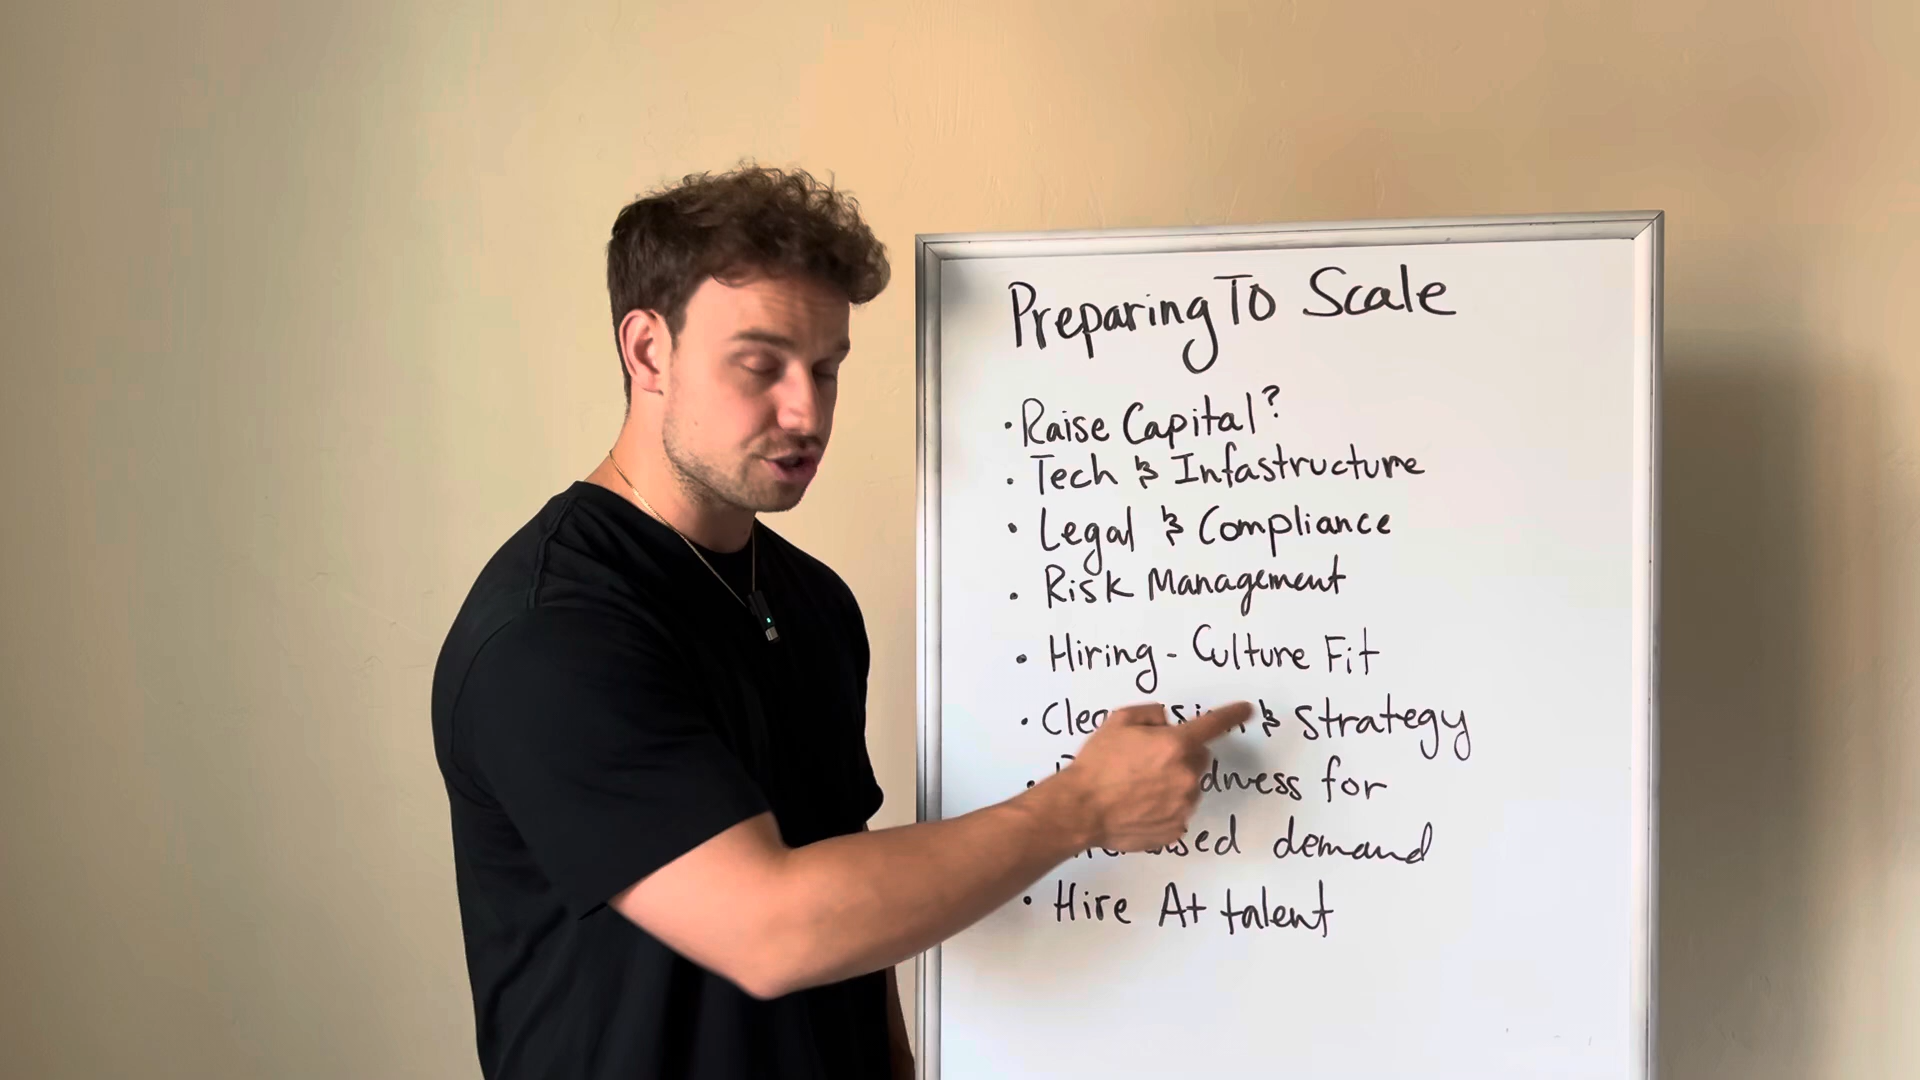 Preparing To Scale
• Raise Capital?
• Tech & Infastructure
• Legal & Compliance
• Risk Management
• Hiring - Culture Fit
• & Strategy
for
demand
• Hire A+ talent